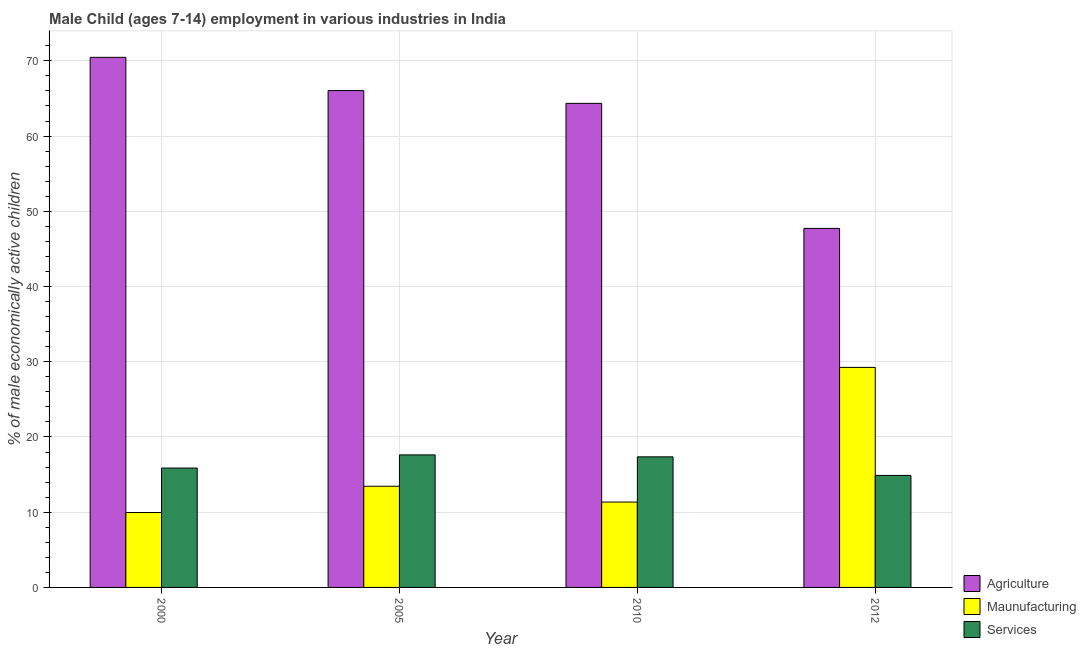 Male Child (ages 7-14) employment in various industries in India
% of male economically active children
70
60
50
40
30
20
10
0
2000
2005
2010
2012
Year
Agriculture
Maunufacturing
Services